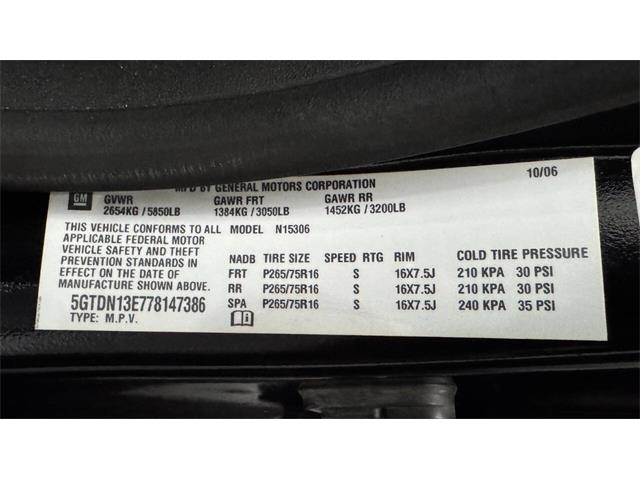 MFD BY GENERAL MOTORS CORPORATION 10/06
GM GVWR GAWR FRT GAWR RR
2654KG / 5850LB 1384KG / 3050LB 1452KG / 3200LB
THIS VEHICLE CONFORMS TO ALL MODEL N15306
APPLICABLE FEDERAL MOTOR
VEHICLE SAFETY AND THEFT
PREVENTION STANDARDS IN
EFFECT ON THE DATE OF
MANUFACTURE SHOWN ABOVE.
5GTDN13E778147386
TYPE: M.P.V.
NADB TIRE SIZE SPEED RTG RIM COLD TIRE PRESSURE
FRT P265/75R16 S 16X7.5J 210 KPA 30 PSI
RR P265/75R16 S 16X7.5J 210 KPA 30 PSI
SPA P265/75R16 S 16X7.5J 240 KPA 35 PSI